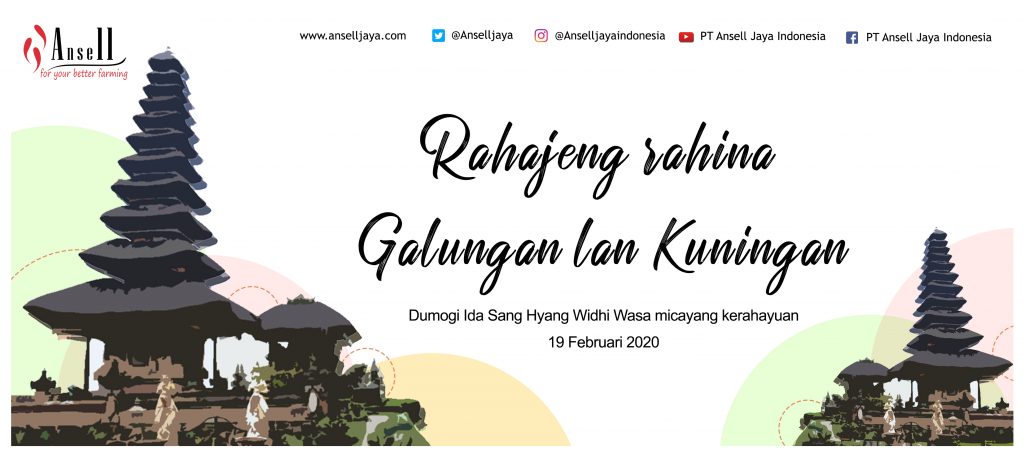 Ansell
for your better farming
www.anselljaya.com
@Anselljaya
@Anselljayaindonesia
PT Ansell Jaya Indonesia
PT Ansell Jaya Indonesia
Rahajeng rahina
Galungan lan Kuningan
Dumogi Ida Sang Hyang Widhi Wasa micayang kerahayuan
19 Februari 2020